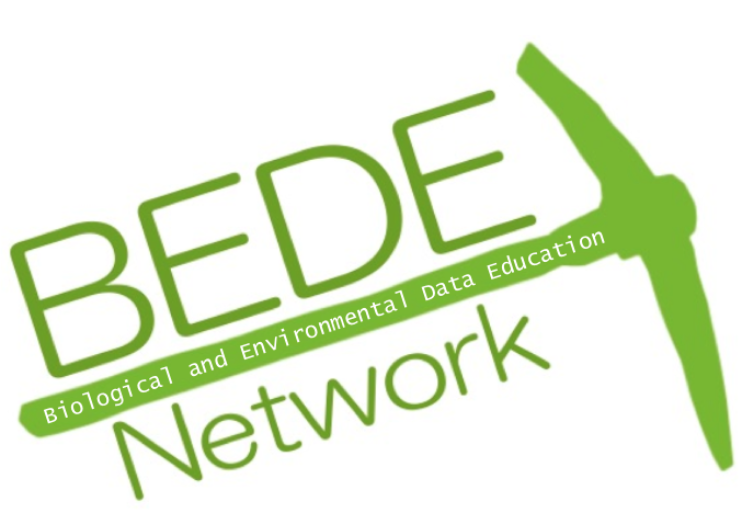 BEDE
Biological and Environmental Data Education
Network